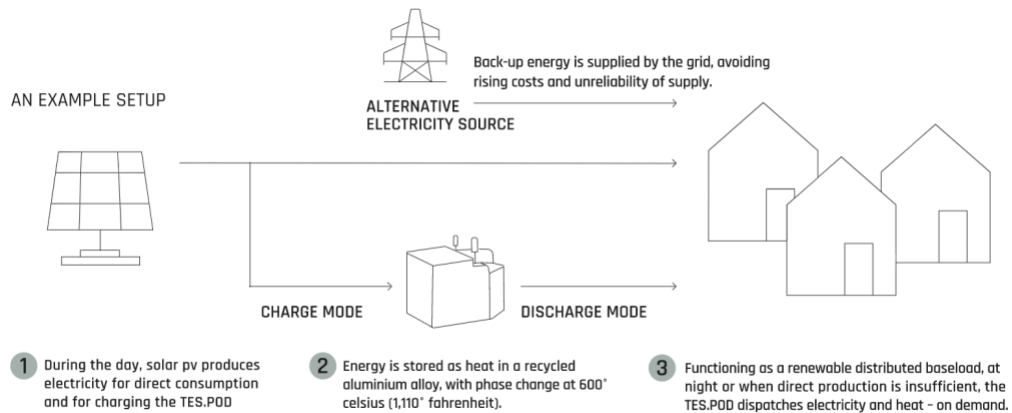 Back-up energy is supplied by the grid, avoiding
rising costs and unreliability of supply.
AN EXAMPLE SETUP
ALTERNATIVE
ELECTRICITY SOURCE
CHARGE MODE
DISCHARGE MODE
1 During the day, solar pv produces
electricity for direct consumption
and for charging the TES.POD
2 Energy is stored as heat in a recycled
aluminium alloy, with phase change at 600°
celsius (1,110° fahrenheit).
3 Functioning as a renewable distributed baseload, at
night or when direct production is insufficient, the
TES.POD dispatches electricity and heat – on demand.